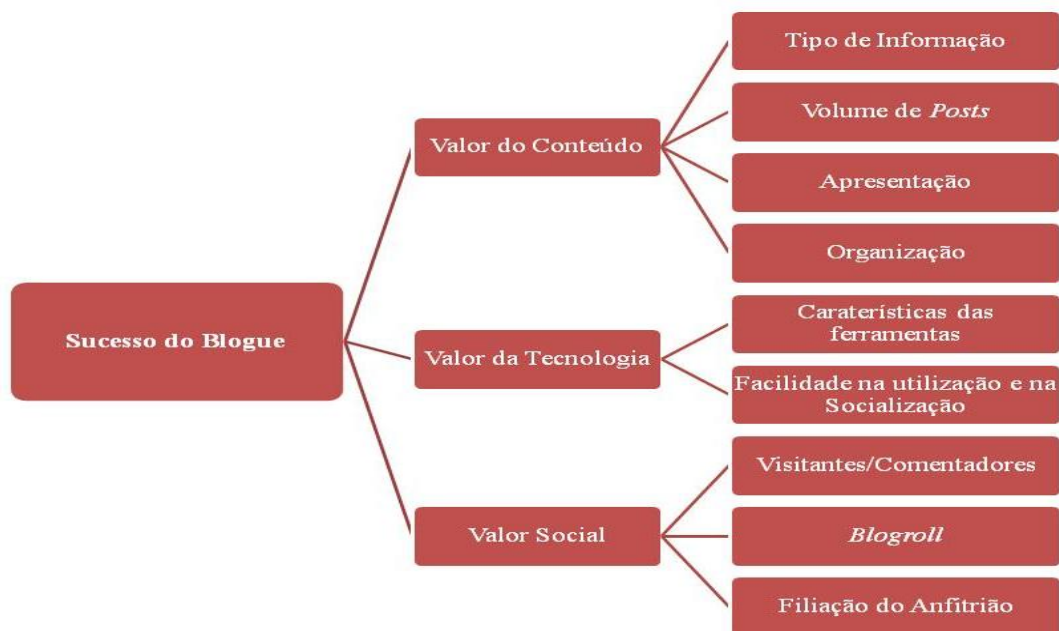 Sucesso do Blogue
Valor do Conteúdo
Tipo de Informação
Volume de Posts
Apresentação
Organização
Valor da Tecnologia
Caraterísticas das
ferramentas
Facilidade na utilização e na
Socialização
Valor Social
Visitantes/Comentadores
Blogroll
Filiação do Anfitrião